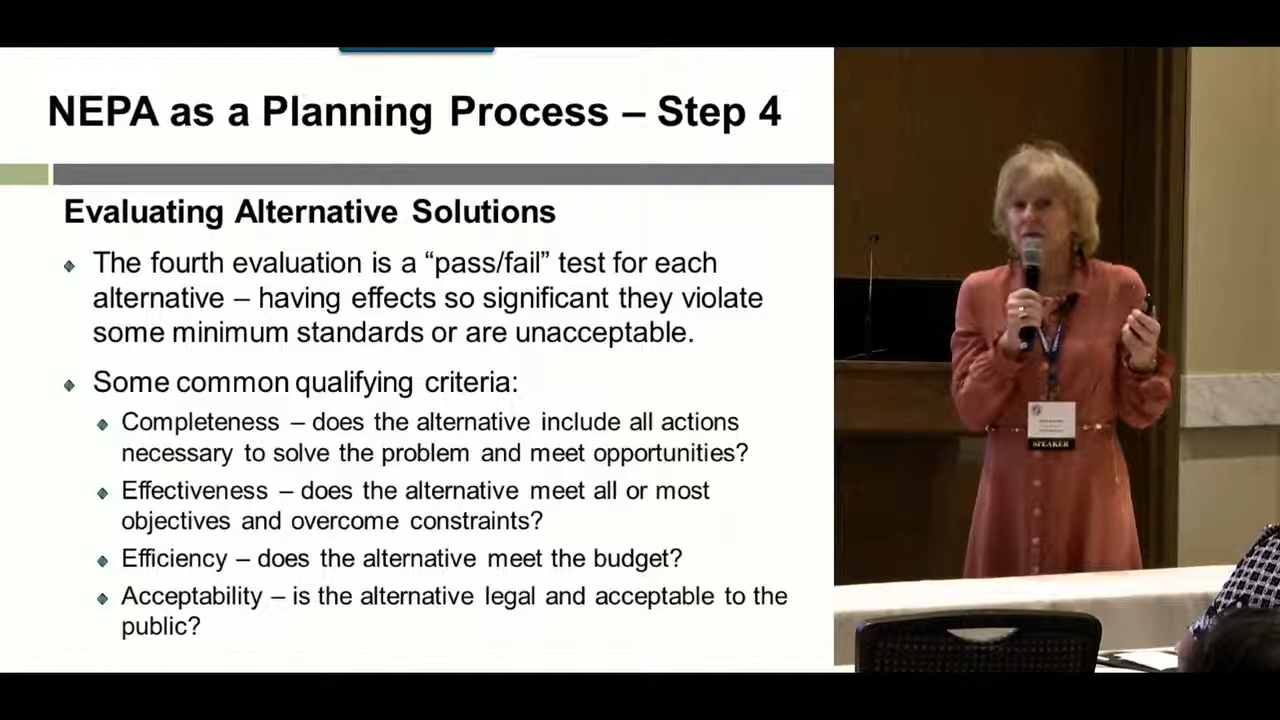 NEPA as a Planning Process – Step 4
Evaluating Alternative Solutions
The fourth evaluation is a “pass/fail” test for each
alternative – having effects so significant they violate
some minimum standards or are unacceptable.
Some common qualifying criteria:
Completeness – does the alternative include all actions
necessary to solve the problem and meet opportunities?
Effectiveness – does the alternative meet all or most
objectives and overcome constraints?
Efficiency – does the alternative meet the budget?
Acceptability – is the alternative legal and acceptable to the
public?
SPEAKER